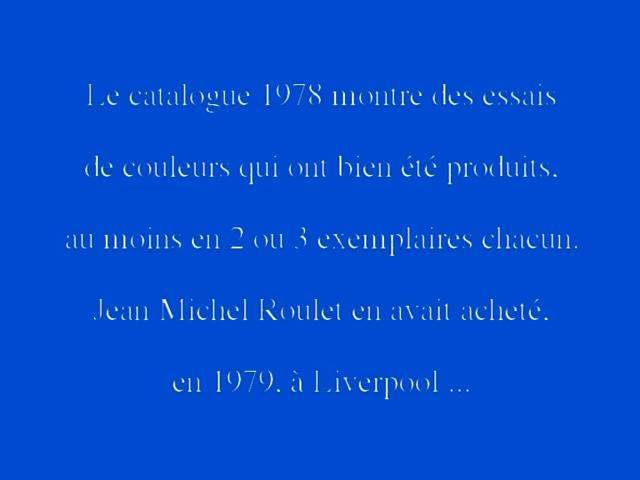 Le catalogue 1978 montre des essais
de couleurs qui ont bien été produits,
au moins en 2 ou 3 exemplaires chacun.
Jean Michel Roulet en avait acheté,
en 1979, à Liverpool ...